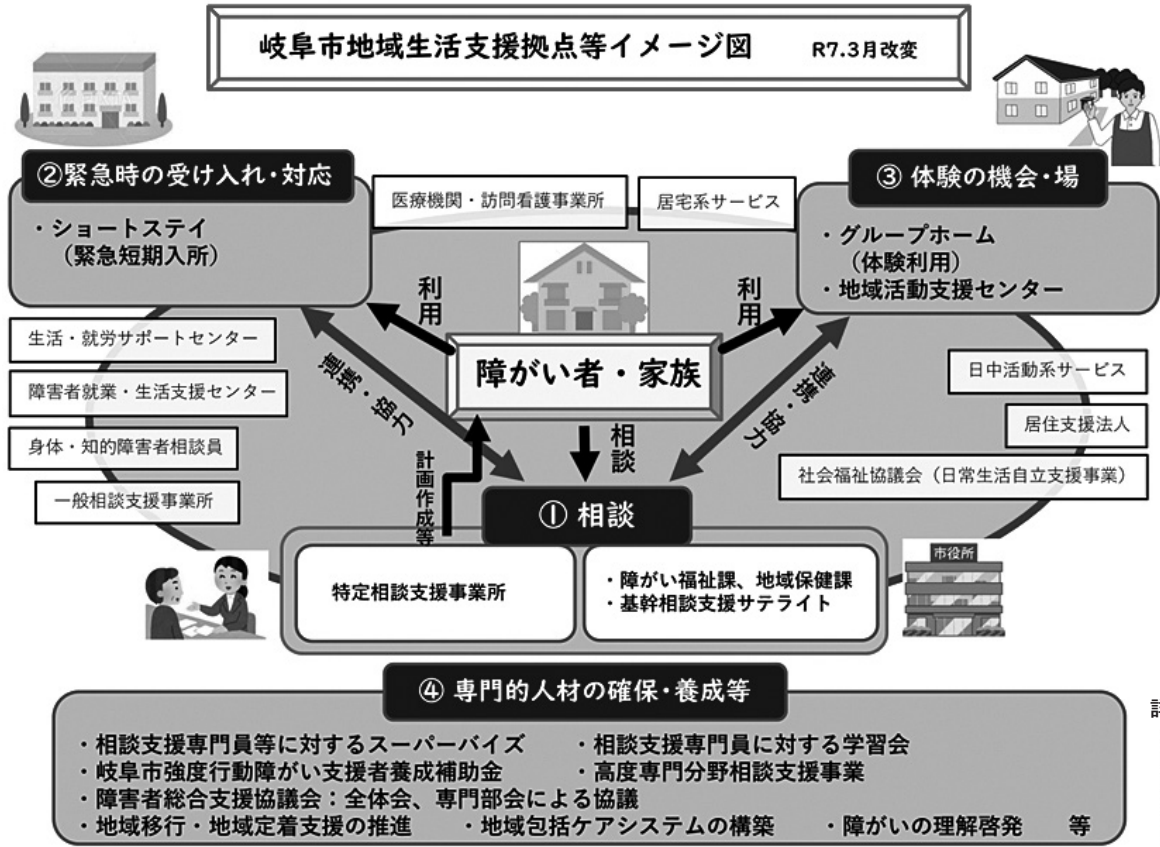 岐阜市地域生活支援拠点等イメージ図 R7.3月改変
②緊急時の受け入れ・対応
・ショートステイ
（緊急短期入所）
医療機関・訪問看護事業所
居宅系サービス
③ 体験の機会・場
・グループホーム
（体験利用）
・地域活動支援センター
利用
利用
障がい者・家族
生活・就労サポートセンター
障害者就業・生活支援センター
身体・知的障害者相談員
一般相談支援事業所
連携・協力
連携・協力
日中活動系サービス
居住支援法人
社会福祉協議会（日常生活自立支援事業）
計画作成等
相談
① 相談
特定相談支援事業所
・障がい福祉課、地域保健課
・基幹相談支援サテライト
市役所
④ 専門的人材の確保・養成等
・相談支援専門員等に対するスーパーバイズ ・相談支援専門員に対する学習会
・岐阜市強度行動障がい支援者養成補助金 ・高度専門分野相談支援事業
・障害者総合支援協議会：全体会、専門部会による協議
・地域移行・地域定着支援の推進 ・地域包括ケアシステムの構築 ・障がいの理解啓発 等